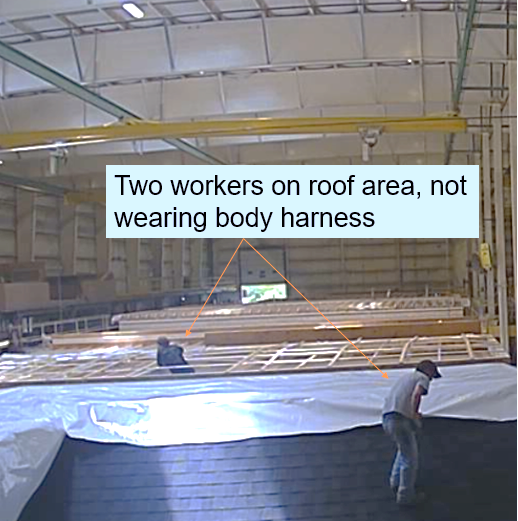 Two workers on roof area, not
wearing body harness